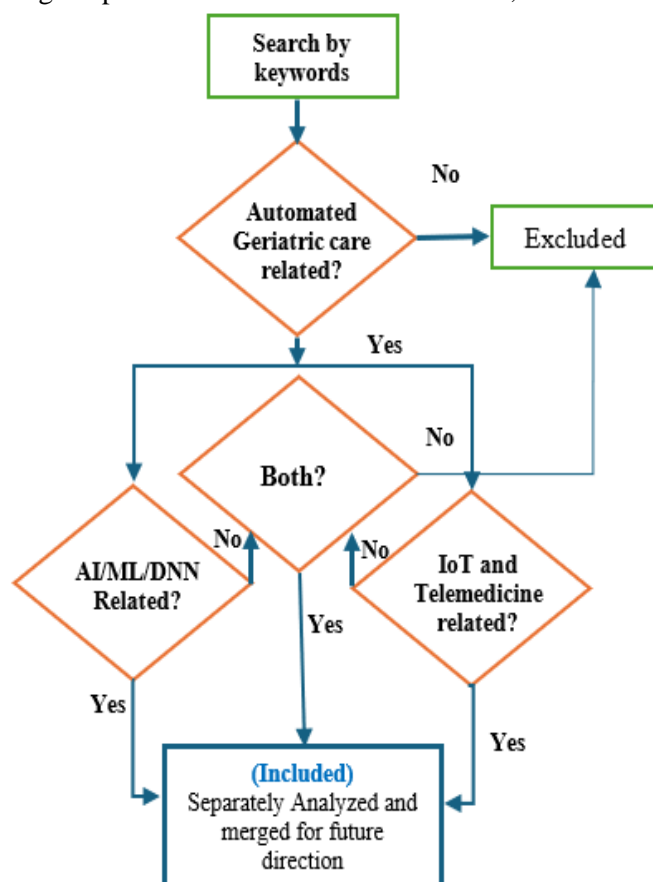 Search by
keywords
No
Automated
Geriatric care
related?
Excluded
Yes
No
Both?
No
No
AI/ML/DNN
Related?
IoT and
Telemedicine
related?
Yes
Yes
Yes
(Included)
Separately Analyzed and
merged for future
direction